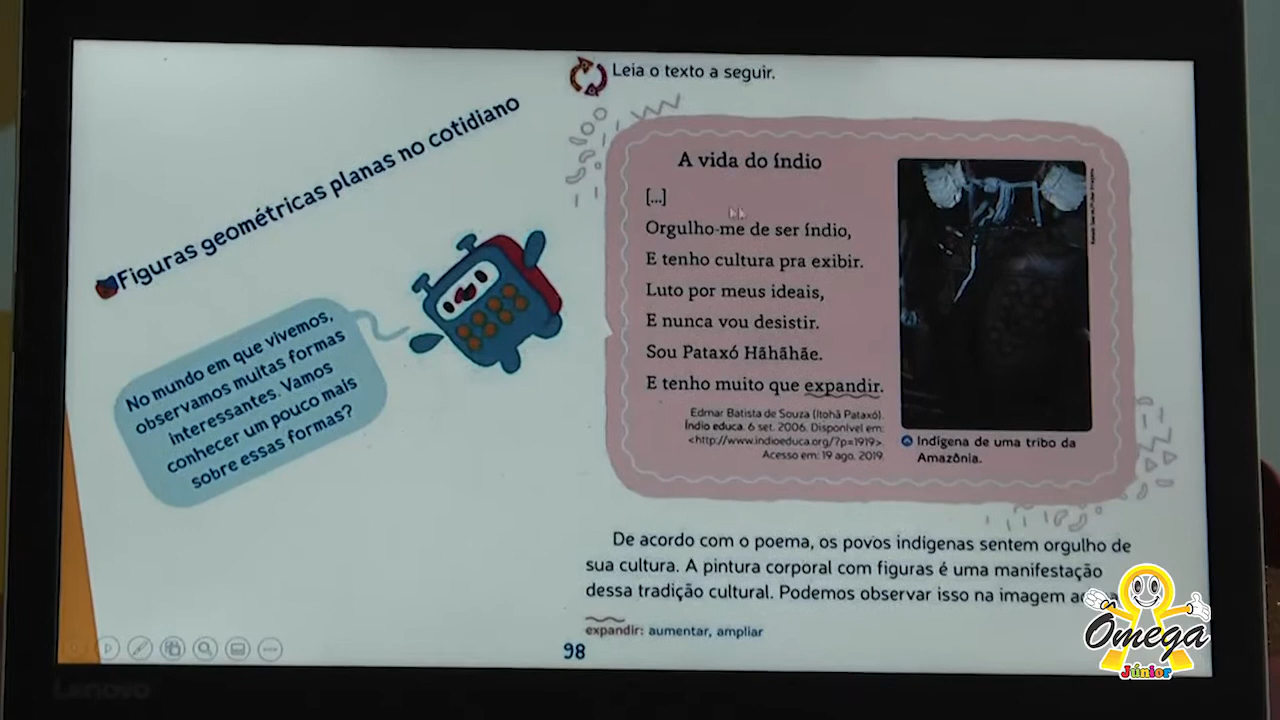 Figuras geométricas planas no cotidiano
No mundo em que vivemos,
observamos muitas formas
interessantes. Vamos
conhecer um pouco mais
sobre essas formas?
Leia o texto a seguir.
A vida do índio
[...]
Orgulho-me de ser índio,
E tenho cultura pra exibir.
Luto por meus ideais,
E nunca vou desistir.
Sou Pataxó Hãhãhãe.
E tenho muito que expandir.
Edmar Batista de Souza (Itohã Pataxó).
Índio educa. 6 set. 2006. Disponível em:
<http://www.indioeduca.org/?p=1919>.
Acesso em: 19 ago. 2019.
Indígena de uma tribo da
Amazônia.
De acordo com o poema, os povos indígenas sentem orgulho de
sua cultura. A pintura corporal com figuras é uma manifestação
dessa tradição cultural. Podemos observar isso na imagem
expandir: aumentar, ampliar
98
Lenovo
Ômega
Júnior